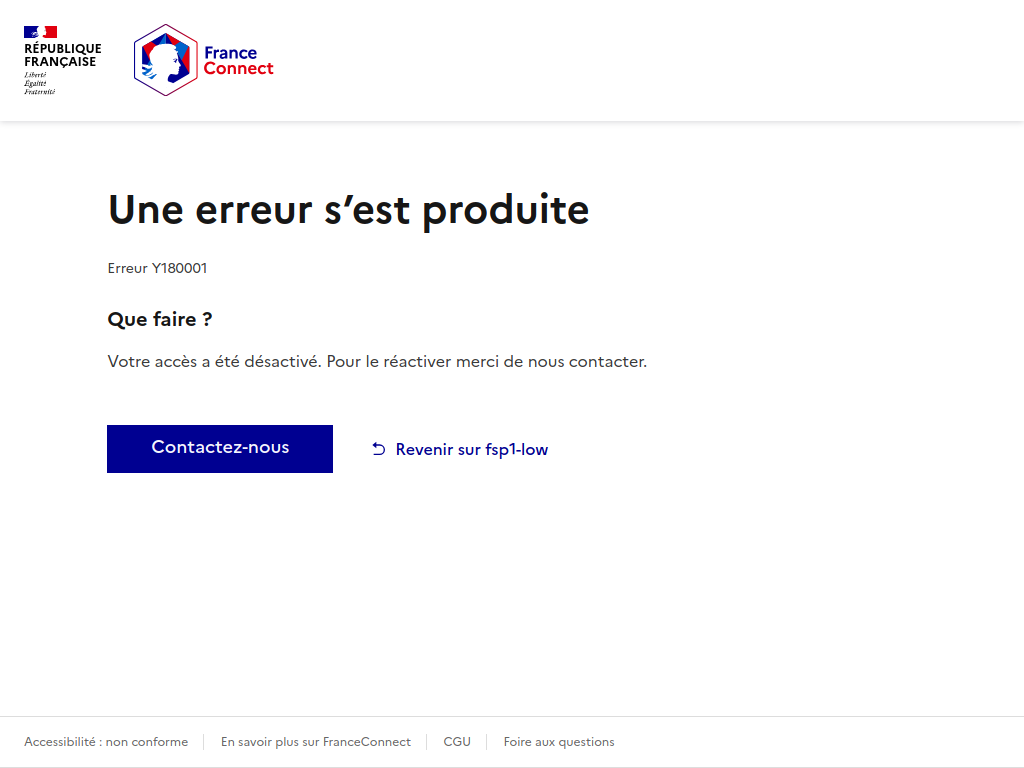 RÉPUBLIQUE
FRANÇAISE
Liberté
Égalité
Fraternité
France
Connect
Une erreur s’est produite
Erreur Y180001
Que faire ?
Votre accès a été désactivé. Pour le réactiver merci de nous contacter.
Contactez-nous
Revenir sur fsp1-low
Accessibilité : non conforme
En savoir plus sur FranceConnect
CGU
Foire aux questions